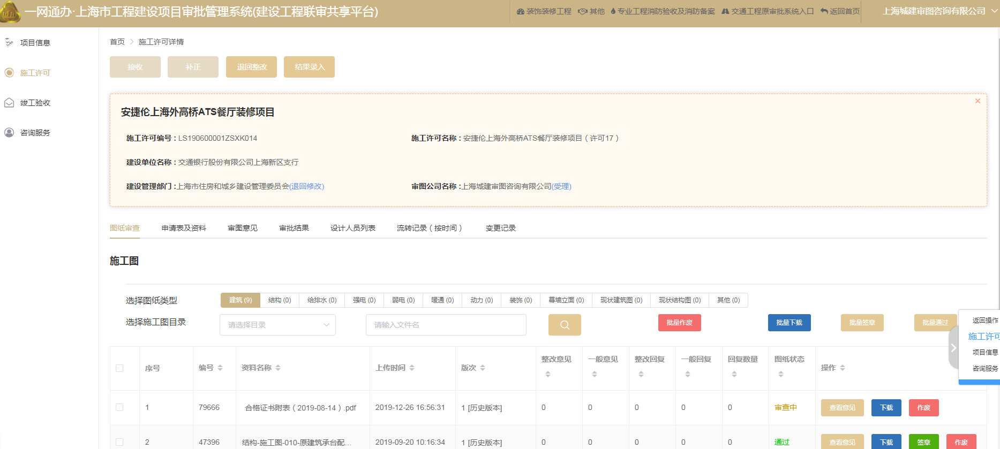 一网通办·上海市工程建设项目审批管理系统(建设工程联审共享平台)
装饰装修工程 其他 专业工程消防验收及消防备案 交通工程原审批系统入口 返回首页 上海城建审图咨询有限公司
项目信息
施工许可
竣工验收
咨询服务
首页 施工许可详情
接收 补正 退回整改 结果录入
安捷伦上海外高桥ATS餐厅装修项目
施工许可编号：LS190600001ZSXK014 施工许可名称：安捷伦上海外高桥ATS餐厅装修项目（许可17）
建设单位名称：交通银行股份有限公司上海新区支行
建设管理部门 :上海市住房和城乡建设管理委员会(退回修改) 审图公司名称 :上海城建审图咨询有限公司(受理)
图纸审查 申请表及资料 审图意见 审批结果 设计人员列表 流转记录（按时间） 变更记录
施工图
选择图纸类型 建筑 (9) 结构 (0) 给排水 (0) 强电 (0) 弱电 (0) 暖通 (0) 动力 (0) 装饰 (0) 幕墙立面 (0) 现状建筑图 (0) 现状结构图 (0) 其他 (0)
选择施工图目录 请选择目录 请输入文件名 批量作废 批量下载 批量签章 批量通过
返回操作
施工许可
项目信息
咨询服务
序号 编号 资料名称 上传时间 版次 整改意见 一般意见 整改回复 一般回复 回复数量 图纸状态 操作
1 79666 合格证书附表（2019-08-14）.pdf 2019-12-26 16:56:31 1 [历史版本] 0 0 0 0 0 审查中 查看意见 下载 作废
2 47396 结构-施工图-010-原建筑承台配... 2019-09-20 10:16:34 1 [历史版本] 0 0 0 0 0 通过 查看意见 下载 签章 作废